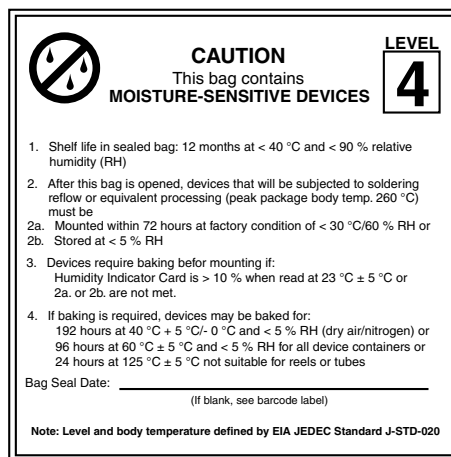 CAUTION
This bag contains
MOISTURE-SENSITIVE DEVICES
LEVEL
4
1. Shelf life in sealed bag: 12 months at < 40 °C and < 90 % relative
humidity (RH)
2. After this bag is opened, devices that will be subjected to soldering
reflow or equivalent processing (peak package body temp. 260 °C)
must be
2a. Mounted within 72 hours at factory condition of < 30 °C/60 % RH or
2b. Stored at < 5 % RH
3. Devices require baking befor mounting if:
Humidity Indicator Card is > 10 % when read at 23 °C ± 5 °C or
2a. or 2b. are not met.
4. If baking is required, devices may be baked for:
192 hours at 40 °C + 5 °C/- 0 °C and < 5 % RH (dry air/nitrogen) or
96 hours at 60 °C ± 5 °C and < 5 % RH for all device containers or
24 hours at 125 °C ± 5 °C not suitable for reels or tubes
Bag Seal Date:
(If blank, see barcode label)
Note: Level and body temperature defined by EIA JEDEC Standard J-STD-020